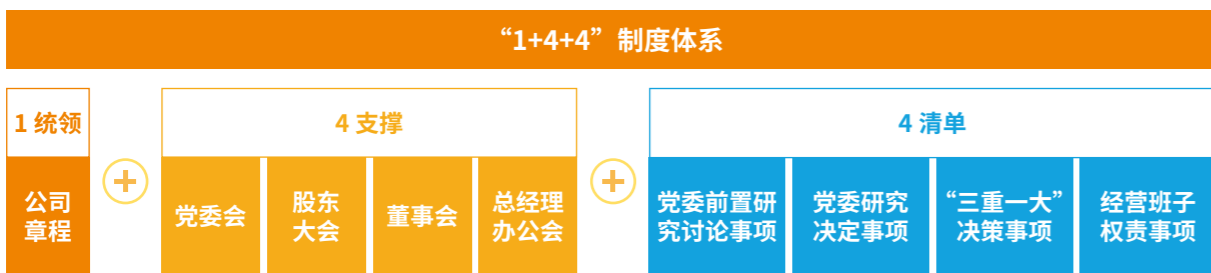 “1+4+4”制度体系
1 统领
4 支撑
4 清单
公司
章程
党委会
股东
大会
董事会
总经理
办公会
党委前置研
究讨论事项
党委研究
决定事项
“三重一大”
决策事项
经营班子
权责事项